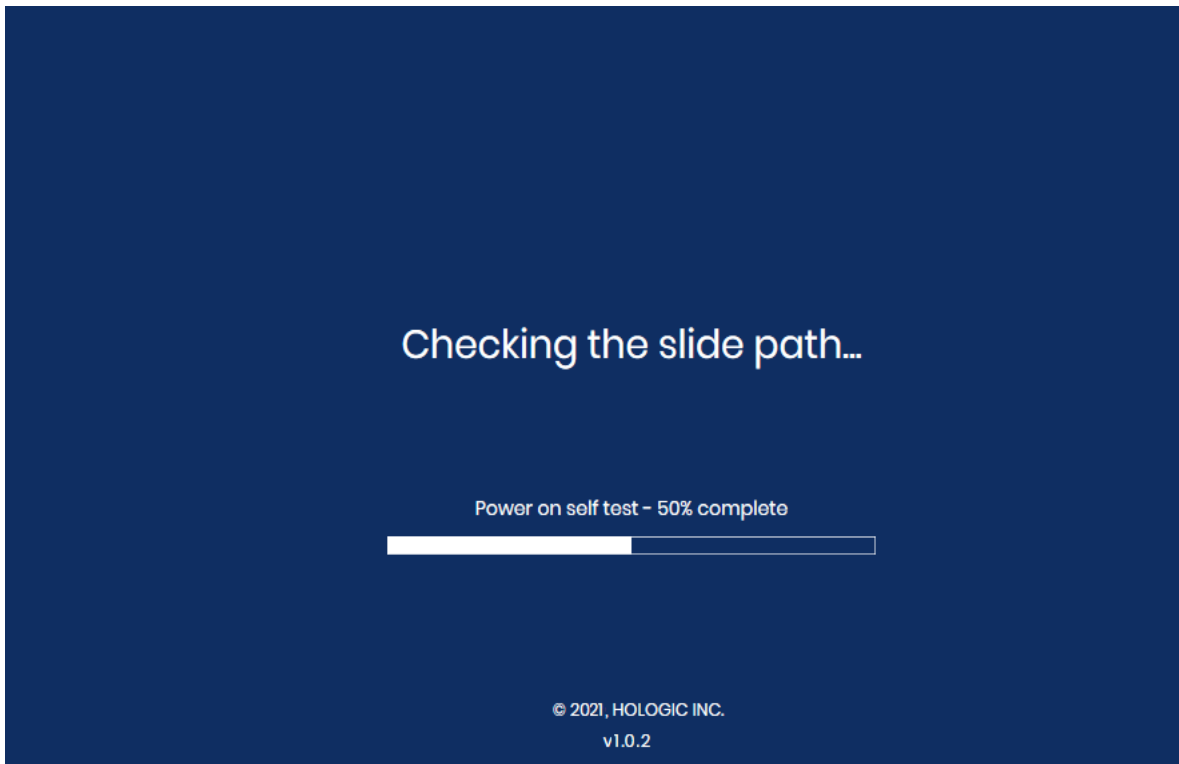 Checking the slide path...
Power on self test - 50% complete
© 2021, HOLOGIC INC.
v1.0.2